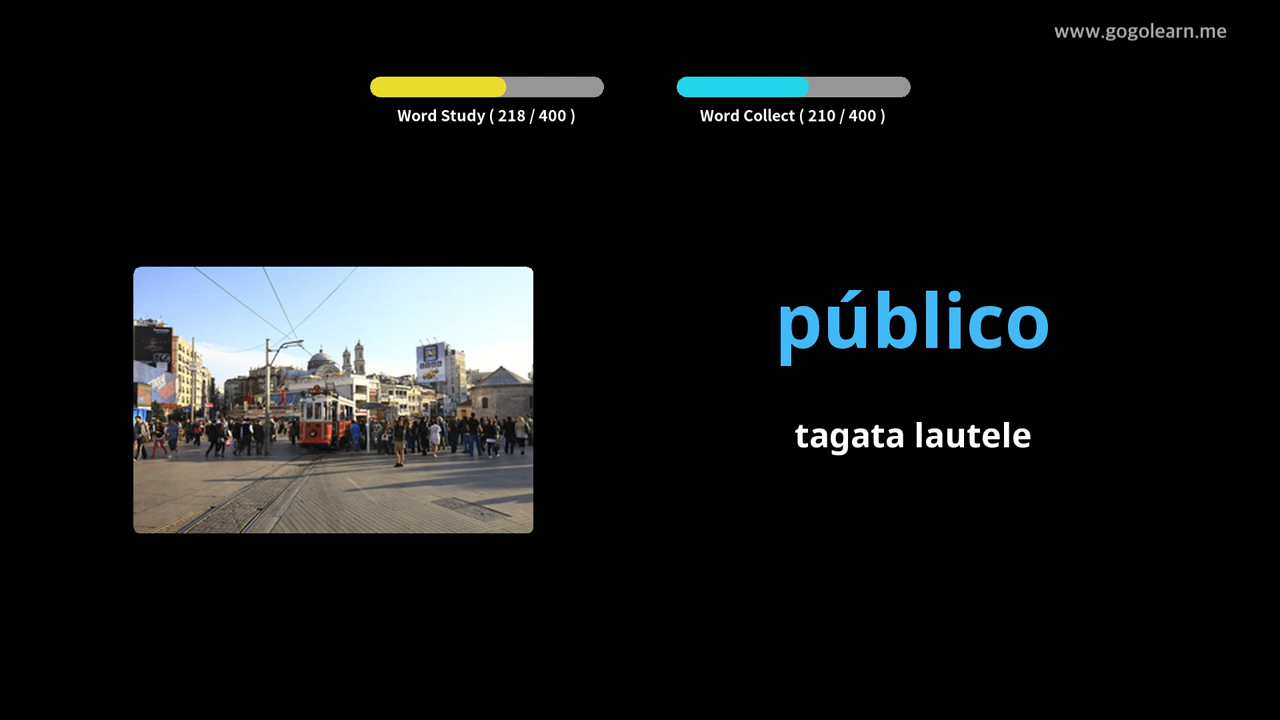 www.gogolearn.me
Word Study ( 218 / 400 )
Word Collect ( 210 / 400 )
público
tagata lautele